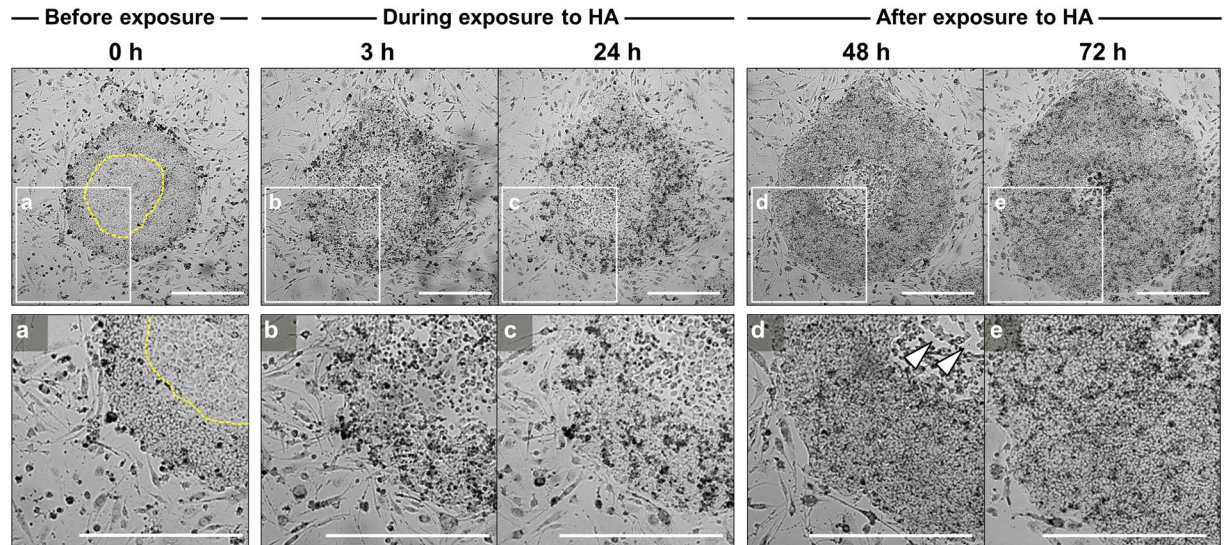 Before exposure
During exposure to HA
After exposure to HA
0 h
3 h
24 h
48 h
72 h
a
b
c
d
e
a
b
c
d
e